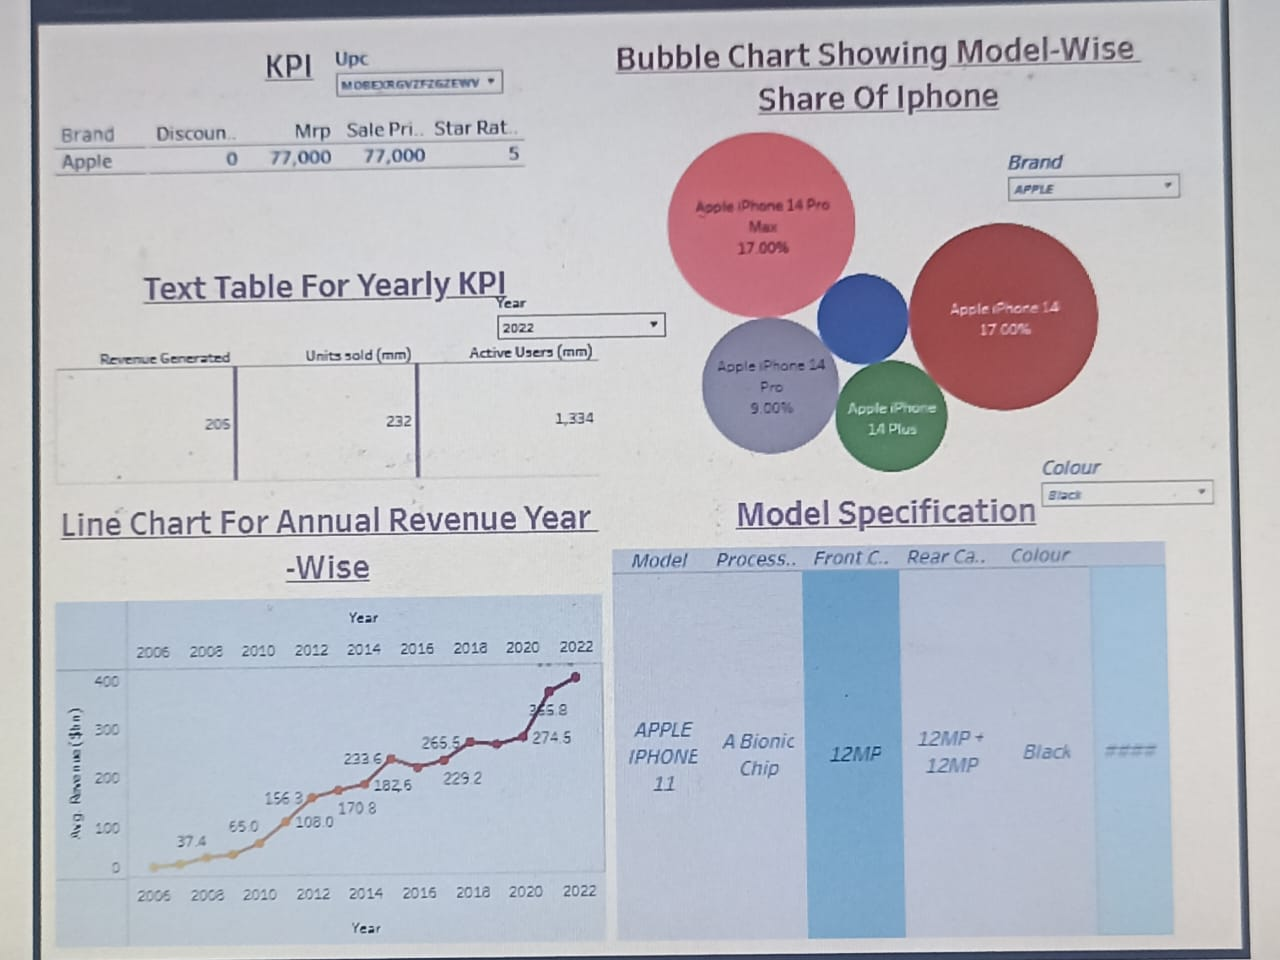 KPI
Upc
MOBEXRGVZFZGZEWV
Brand Discoun.. Mrp Sale Pri.. Star Rat..
Apple 0 77,000 77,000 5
Text Table For Yearly KPI
Year
2022
Revenue Generated Units sold (mm) Active Users (mm)
205 232 1,334
Line Chart For Annual Revenue Year
-Wise
Year
2006 2008 2010 2012 2014 2016 2018 2020 2022
Avg. Revenue ($bn)
400
300
200
100
0
37.4
65.0
108.0
156.3
170.8
182.6
233.6
229.2
265.5
274.5
365.8
2006 2008 2010 2012 2014 2016 2018 2020 2022
Year
Bubble Chart Showing Model-Wise
Share Of Iphone
Brand
APPLE
Apple iPhone 14 Pro
Max
17.00%
Apple iPhone 14
17.00%
Apple iPhone 14
Pro
9.00%
Apple iPhone
14 Plus
Colour
Black
Model Specification
Model Process.. Front C.. Rear Ca.. Colour
APPLE
IPHONE
11
A Bionic
Chip
12MP
12MP +
12MP
Black
####